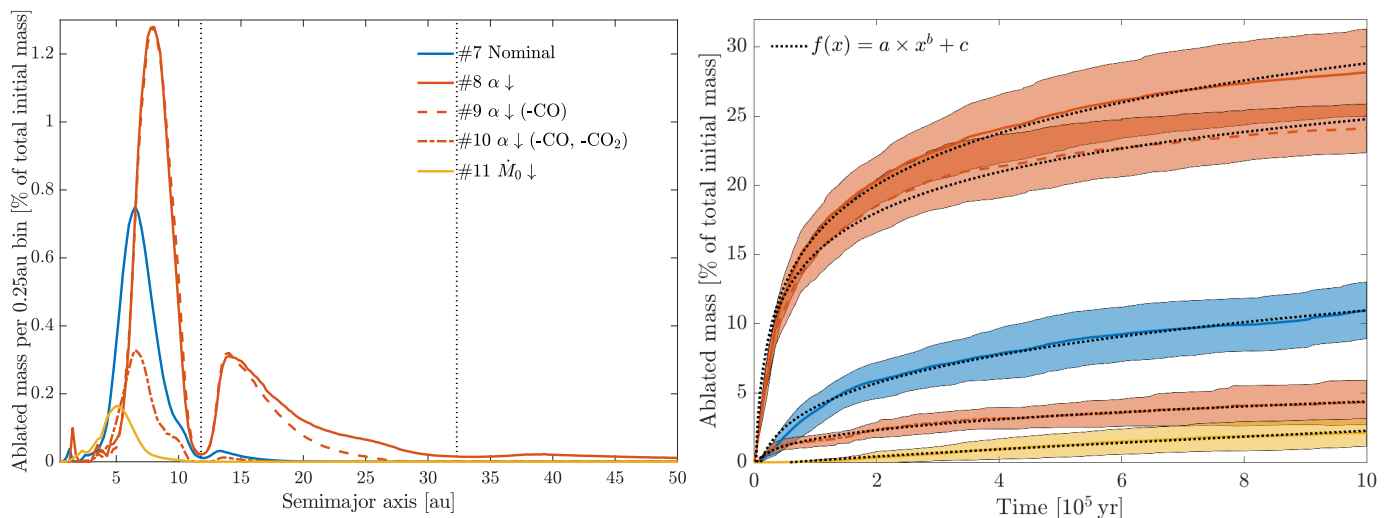 Ablated mass per 0.25au bin [% of total initial mass]
1.2
1
0.8
0.6
0.4
0.2
0
#7 Nominal
#8 α ↓
#9 α ↓ (-CO)
#10 α ↓ (-CO, -CO₂)
#11 Ṁ₀ ↓
5 10 15 20 25 30 35 40 45 50
Semimajor axis [au]
Ablated mass [% of total initial mass]
30
25
20
15
10
5
0
f(x) = a × x^b + c
0 2 4 6 8 10
Time [10⁵ yr]